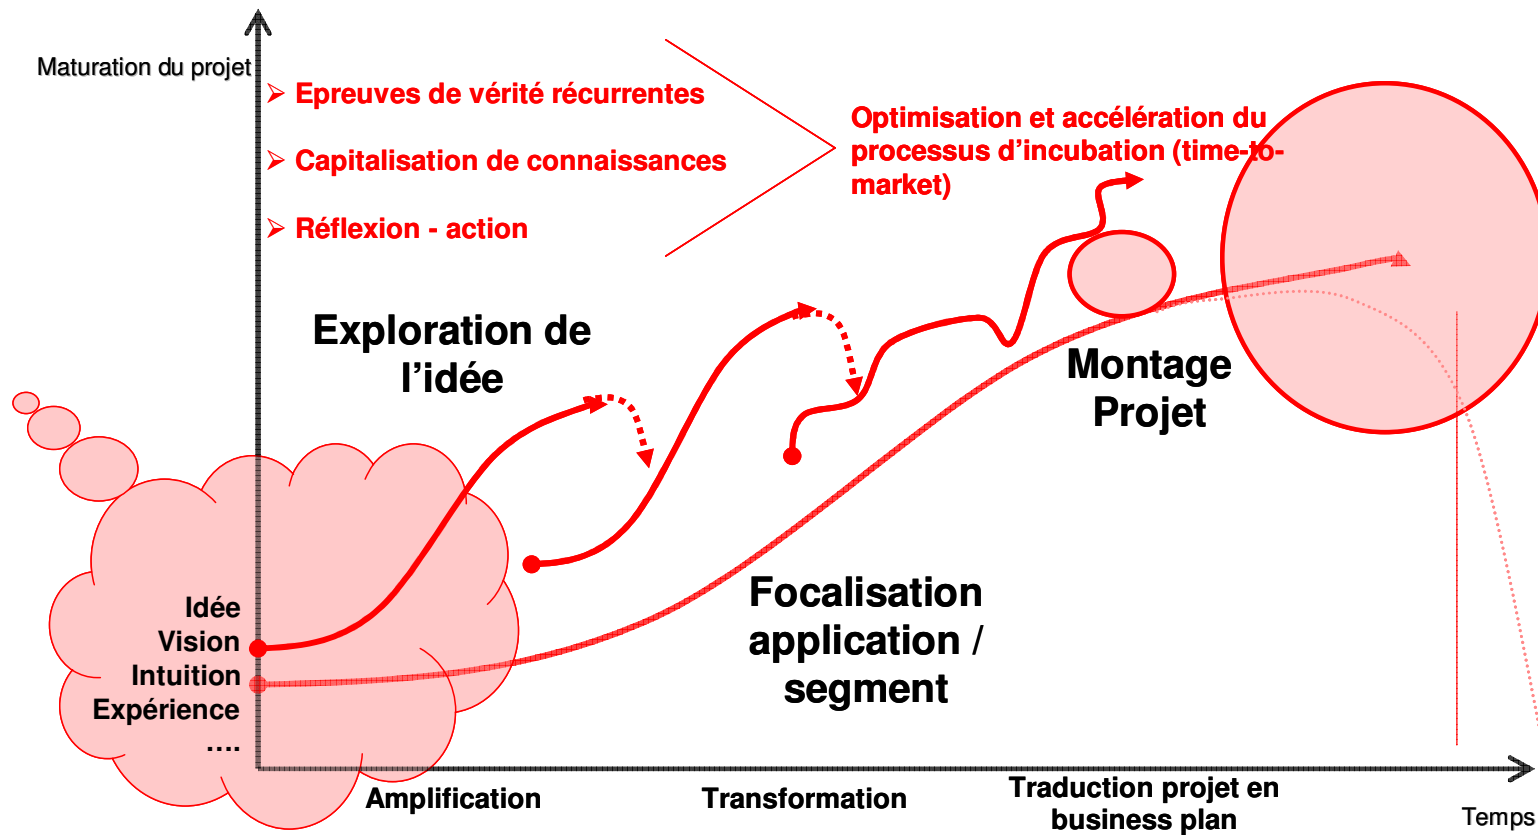 Maturation du projet
➢ Epreuves de vérité récurrentes
➢ Capitalisation de connaissances
➢ Réflexion - action
Optimisation et accélération du
processus d'incubation (time-to-
market)
Exploration de
l'idée
Montage
Projet
Focalisation
application /
segment
Idée
Vision
Intuition
Expérience
....
Amplification
Transformation
Traduction projet en
business plan
Temps